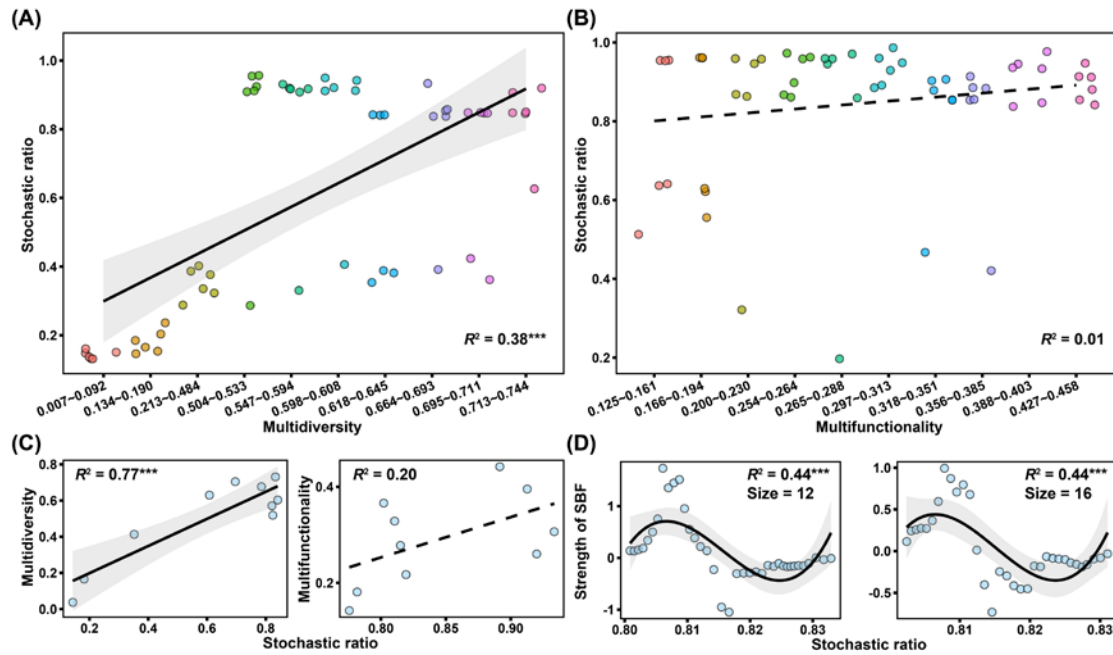 (A)
Stochastic ratio
1.0
0.8
0.6
0.4
0.2
R² = 0.38***
0.007–0.092
0.134–0.190
0.213–0.484
0.504–0.533
0.547–0.594
0.598–0.608
0.618–0.645
0.664–0.693
0.695–0.711
0.713–0.744
Multidiversity
(B)
Stochastic ratio
1.0
0.8
0.6
0.4
0.2
R² = 0.01
0.125–0.161
0.166–0.194
0.200–0.230
0.254–0.264
0.265–0.288
0.297–0.313
0.318–0.351
0.356–0.385
0.388–0.403
0.427–0.458
Multifunctionality
(C)
Multidiversity
0.8
0.6
0.4
0.2
0.0
R² = 0.77***
0.2
0.4
0.6
0.8
Multifunctionality
0.4
0.2
R² = 0.20
0.80
0.85
0.90
Stochastic ratio
(D)
Strength of SBF
1
0
-1
R² = 0.44***
Size = 12
0.80
0.81
0.82
0.83
1.0
0.5
0.0
-0.5
R² = 0.44***
Size = 16
0.81
0.82
0.83
Stochastic ratio